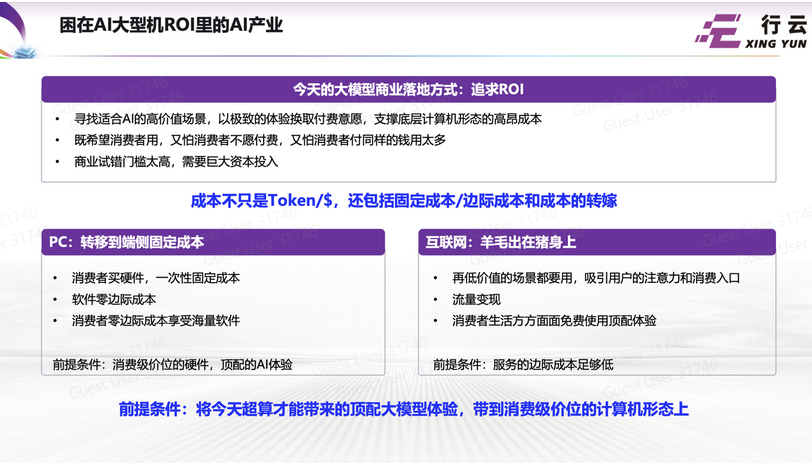 困在AI大型机ROI里的AI产业
行云
XING YUN
今天的大模型商业落地方式：追求ROI
• 寻找适合AI的高价值场景，以极致的体验换取付费意愿，支撑底层计算机形态的高昂成本
• 既希望消费者用，又怕消费者不愿付费，又怕消费者付同样的钱用太多
• 商业试错门槛太高，需要巨大资本投入
成本不只是Token/$，还包括固定成本/边际成本和成本的转嫁
PC：转移到端侧固定成本
• 消费者买硬件，一次性固定成本
• 软件零边际成本
• 消费者零边际成本享受海量软件
前提条件：消费级价位的硬件，顶配的AI体验
互联网：羊毛出在猪身上
• 再低价值的场景都要用，吸引用户的注意力和消费入口
• 流量变现
• 消费者生活方方面面免费使用顶配体验
前提条件：服务的边际成本足够低
前提条件：将今天超算才能带来的顶配大模型体验，带到消费级价位的计算机形态上
Guest User 31746